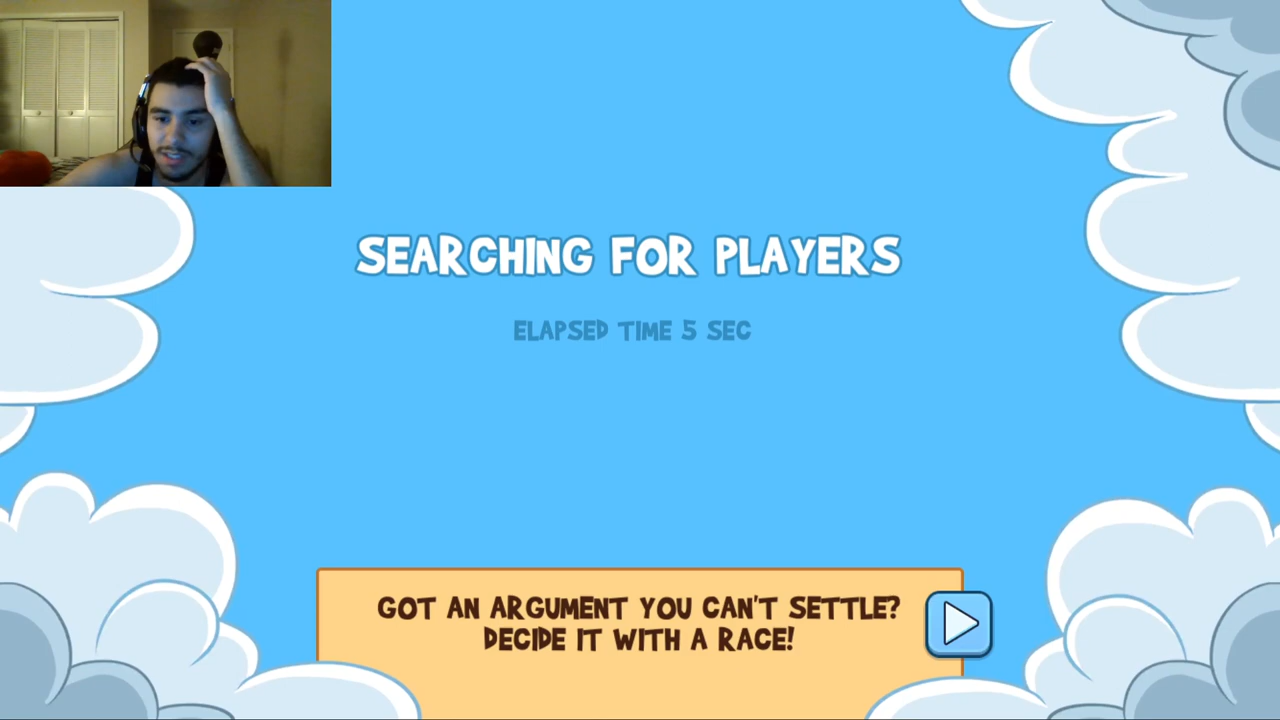 SEARCHING FOR PLAYERS
ELAPSED TIME 5 SEC
GOT AN ARGUMENT YOU CAN'T SETTLE?
DECIDE IT WITH A RACE!